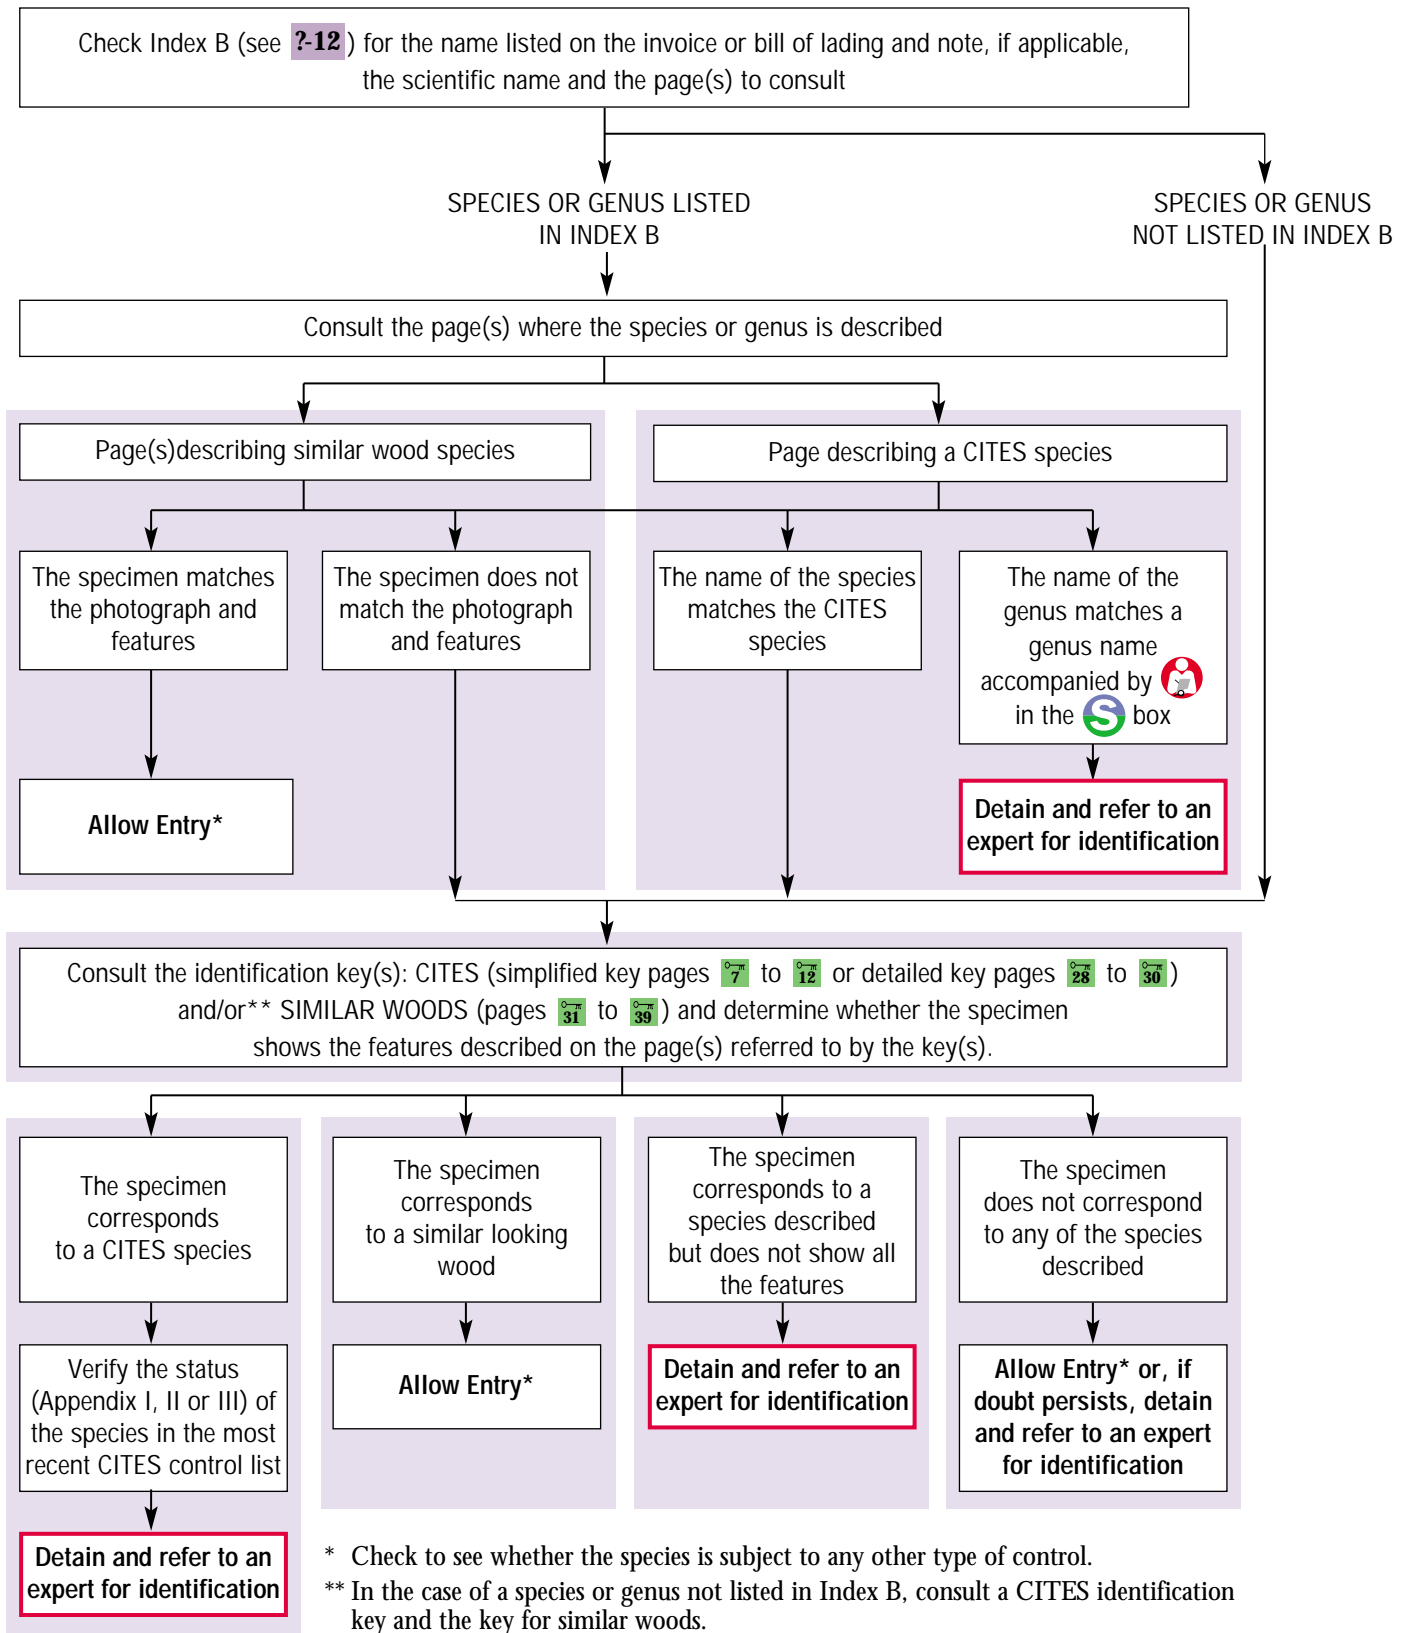 Check Index B (see ?-12) for the name listed on the invoice or bill of lading and note, if applicable,
the scientific name and the page(s) to consult
SPECIES OR GENUS LISTED
IN INDEX B
SPECIES OR GENUS
NOT LISTED IN INDEX B
Consult the page(s) where the species or genus is described
Page(s)describing similar wood species
Page describing a CITES species
The specimen matches
the photograph and
features
The specimen does not
match the photograph
and features
The name of the species
matches the CITES
species
The name of the
genus matches a
genus name
accompanied by
in the S box
Allow Entry*
Detain and refer to an
expert for identification
Consult the identification key(s): CITES (simplified key pages 7 to 12 or detailed key pages 28 to 30)
and/or** SIMILAR WOODS (pages 31 to 39) and determine whether the specimen
shows the features described on the page(s) referred to by the key(s).
The specimen
corresponds
to a CITES species
The specimen
corresponds
to a similar looking
wood
The specimen
corresponds to a
species described
but does not show all
the features
The specimen
does not correspond
to any of the species
described
Verify the status
(Appendix I, II or III) of
the species in the most
recent CITES control list
Allow Entry*
Detain and refer to an
expert for identification
Allow Entry* or, if
doubt persists, detain
and refer to an expert
for identification
Detain and refer to an
expert for identification
* Check to see whether the species is subject to any other type of control.
** In the case of a species or genus not listed in Index B, consult a CITES identification
key and the key for similar woods.